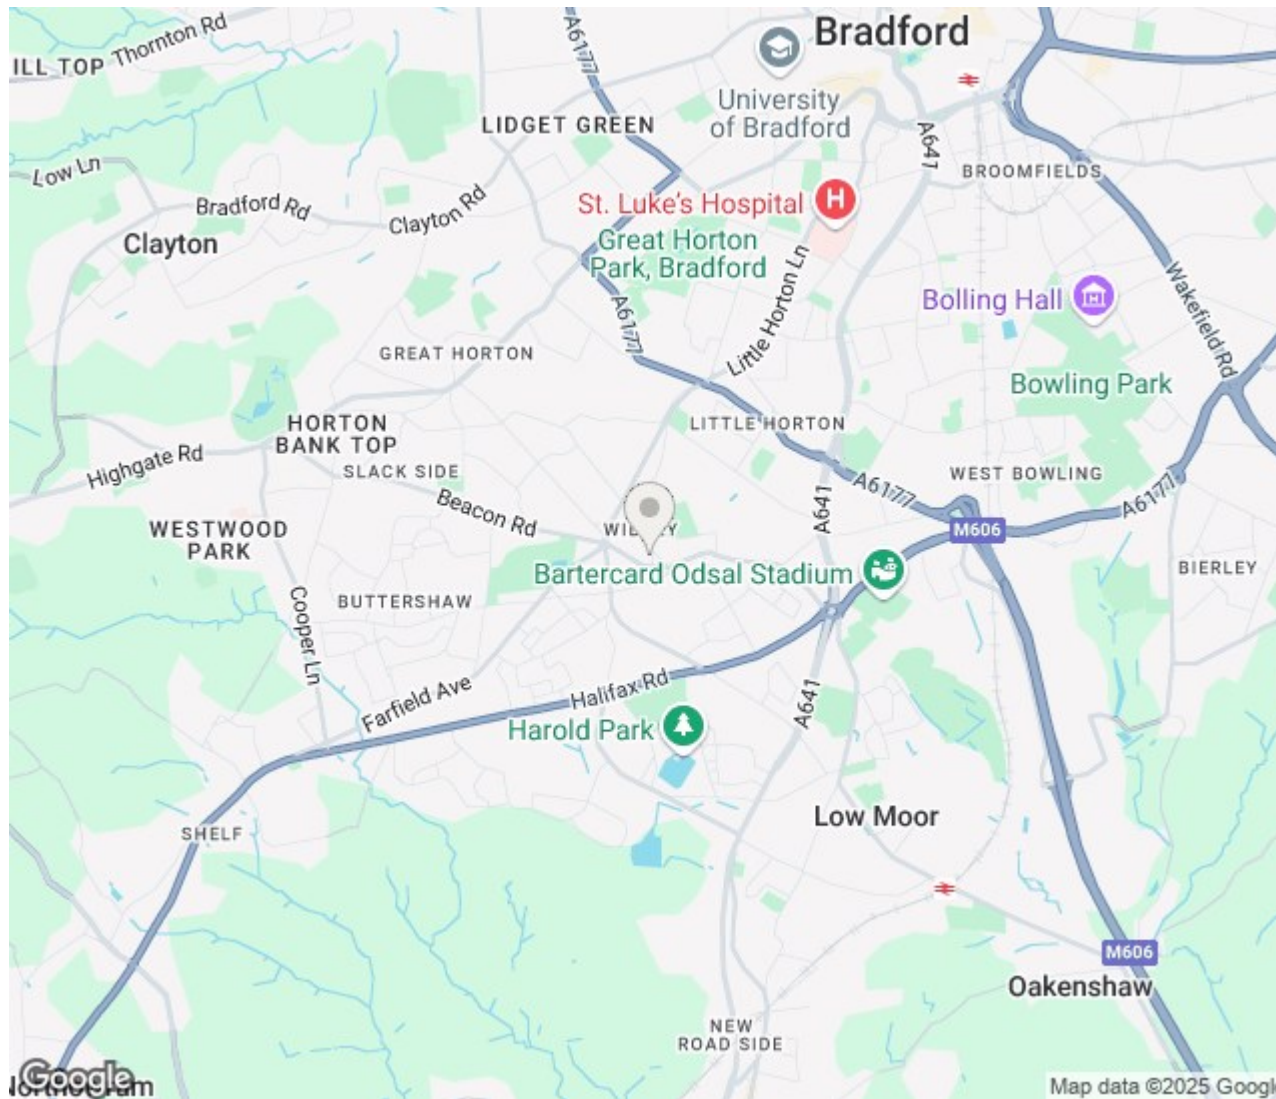 Bradford
Thornton Rd
A6177
ILL TOP
University
of Bradford
LIDGET GREEN
A641
BROOMFIELDS
Low Ln
Bradford Rd
Clayton Rd
St. Luke's Hospital
H
Clayton
Great Horton
Park, Bradford
Little Horton Ln
Wakefield Rd
Bolling Hall
A6177
GREAT HORTON
Bowling Park
HORTON
BANK TOP
LITTLE HORTON
Highgate Rd
SLACK SIDE
WEST BOWLING
Beacon Rd
A641
A6177
A6177
WESTWOOD
PARK
M606
Bartercard Odsal Stadium
BIERLEY
BUTTERSHAW
Cooper Ln
Farfield Ave
Halifax Rd
A641
Harold Park
Low Moor
SHELF
M606
Oakenshaw
NEW
ROAD SIDE
Google
Map data ©2025 Googl